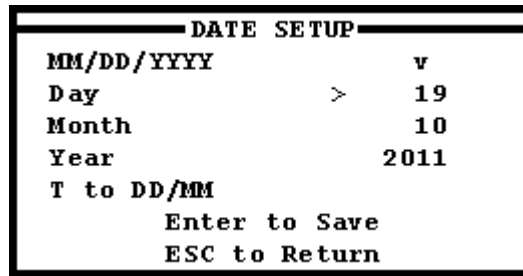 DATE SETUP
MM/DD/YYYY v
Day > 19
Month 10
Year 2011
T to DD/MM
Enter to Save
ESC to Return